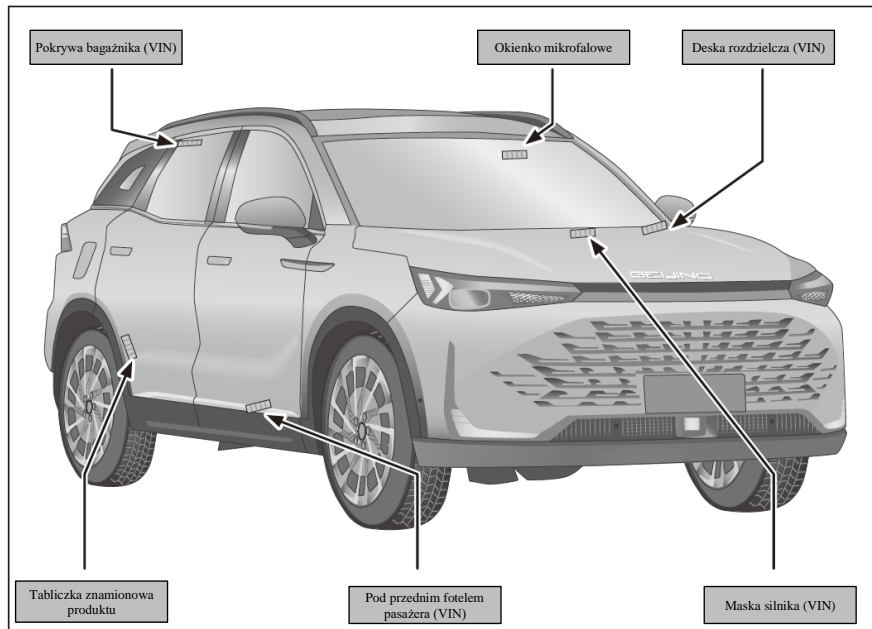 Pokrywa bagażnika (VIN)
Okienko mikrofalowe
Deska rozdzielcza (VIN)
BEIJING
Tabliczka znamionowa
produktu
Pod przednim fotelem
pasażera (VIN)
Maska silnika (VIN)